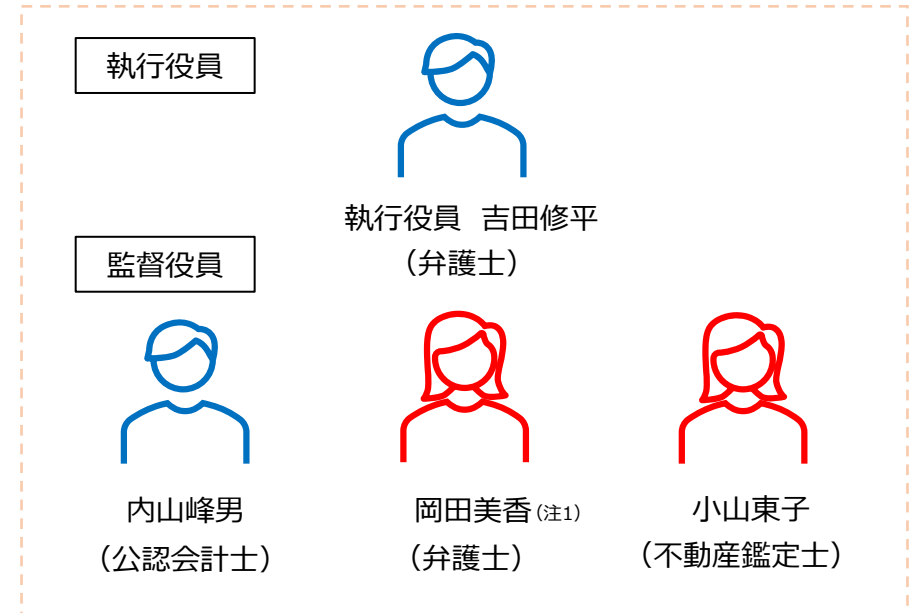 執行役員
執行役員 吉田修平
（弁護士）
監督役員
内山峰男
（公認会計士）
岡田美香(注1)
（弁護士）
小山東子
（不動産鑑定士）